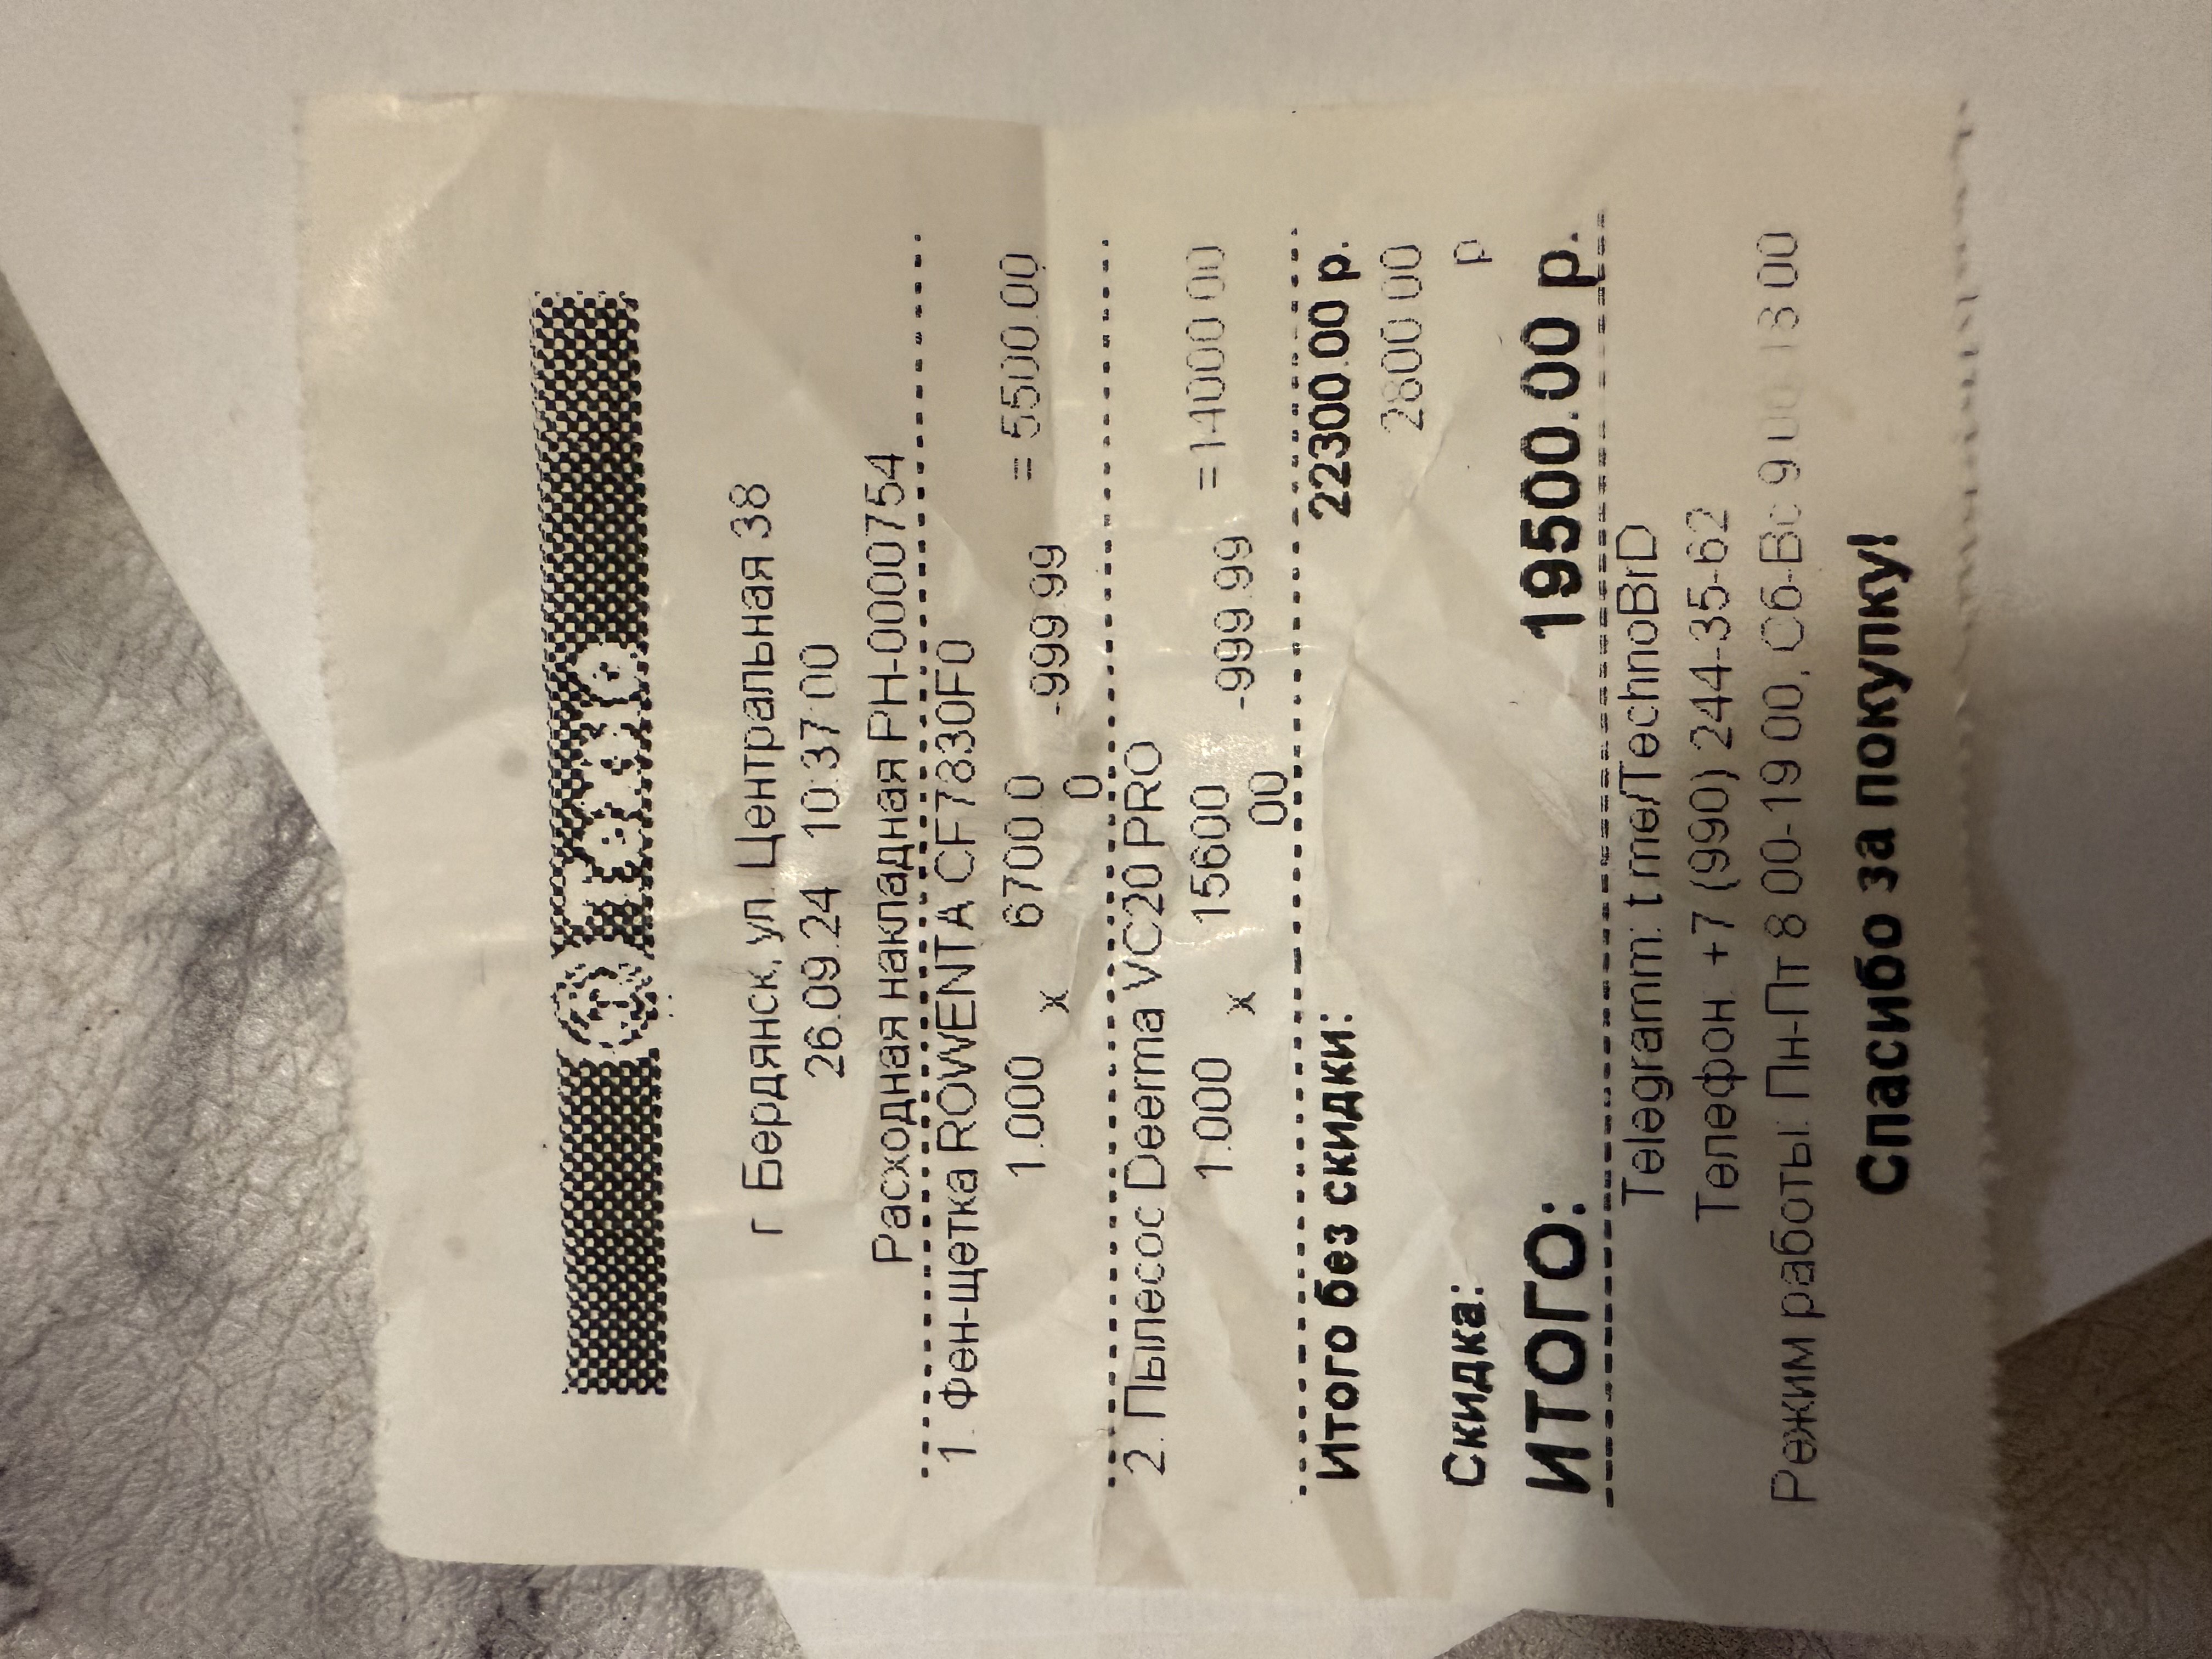 г. Бердянск, ул. Центральная 38
26.09.24 10:37:00
Расходная накладная РН-0000754
1. Фен-щетка ROWENTA CF7830F0
1.000 x 6700.0 -999.99 = 5500.00
0
2. Пылесос Deerma VC20 PRO
1.000 x 15600. -999.99 =14000.00
00
Итого без скидки: 22300.00 р.
2800.00
Скидка: р
ИТОГО: 19500.00 р.
Telegramm: t.me/TechnoBrD
Телефон: +7 (990) 244-35-62
Режим работы: Пн-Пт 8:00-19:00, Сб-Вс 9:00
Спасибо за покупку!